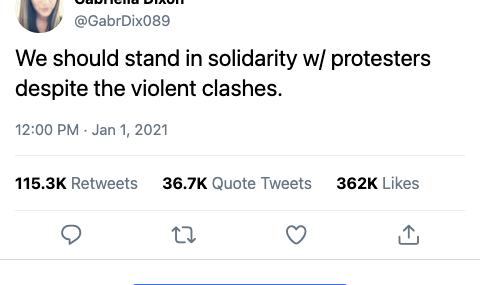 Gabriella Dixon
@GabrDix089
We should stand in solidarity w/ protesters
despite the violent clashes.
12:00 PM · Jan 1, 2021
115.3K Retweets 36.7K Quote Tweets 362K Likes